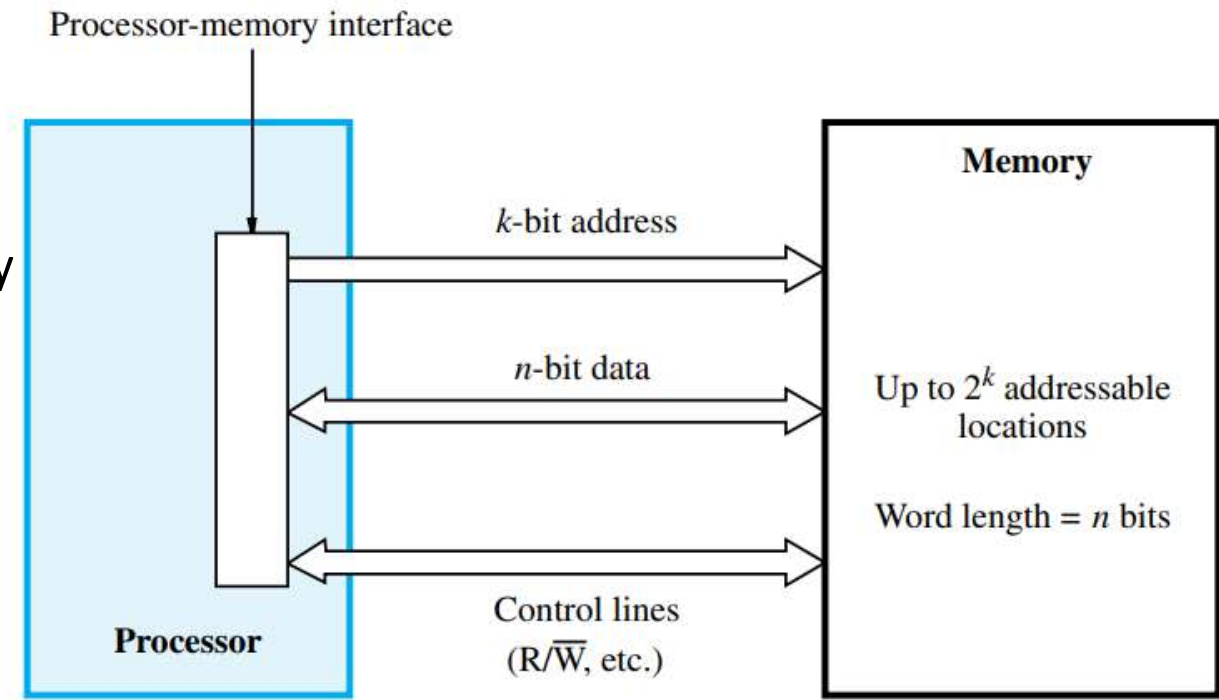 Processor-memory interface
Memory
k-bit address
n-bit data
Up to 2^k addressable
locations
Word length = n bits
Control lines
(R/W̅, etc.)
Processor